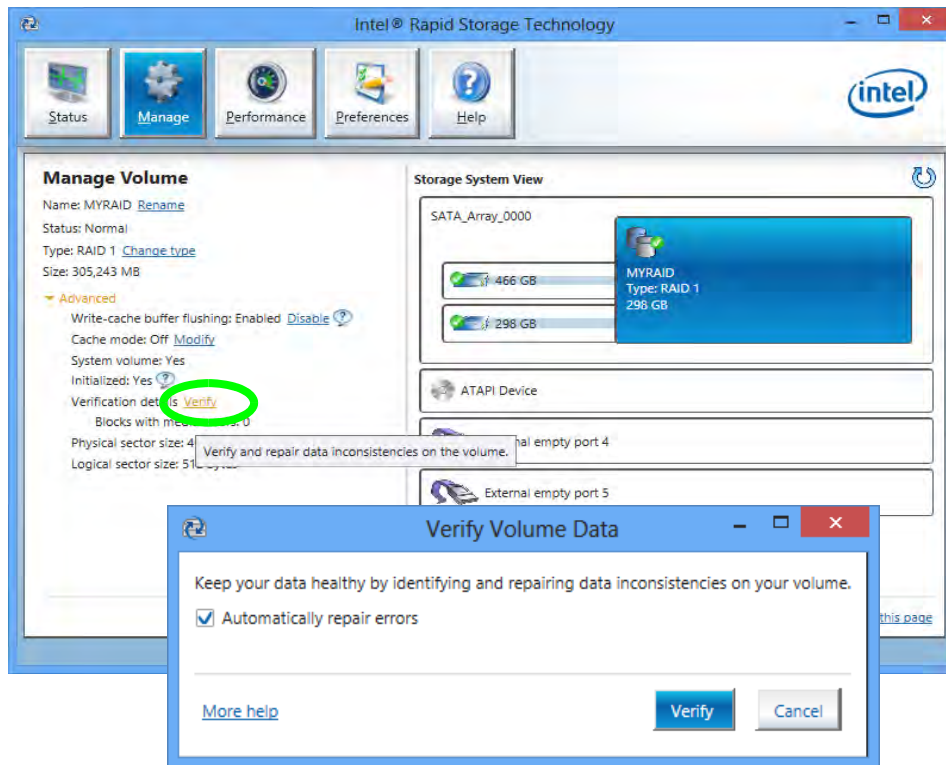 Intel® Rapid Storage Technology
Status
Manage
Performance
Preferences
Help
intel
Manage Volume
Name: MYRAID Rename
Status: Normal
Type: RAID 1 Change type
Size: 305,243 MB
Advanced
Write-cache buffer flushing: Enabled Disable ?
Cache mode: Off Modify
System volume: Yes
Initialized: Yes ?
Verification Verify
Blocks with 0
Physical sector size: 4
Verify and repair data inconsistencies on the volume.
Logical sector size:
Storage System View
SATA_Array_0000
466 GB
298 GB
MYRAID
Type: RAID 1
298 GB
ATAPI Device
empty port 4
External empty port 5
this page
Verify Volume Data
Keep your data healthy by identifying and repairing data inconsistencies on your volume.
Automatically repair errors
More help
Verify
Cancel